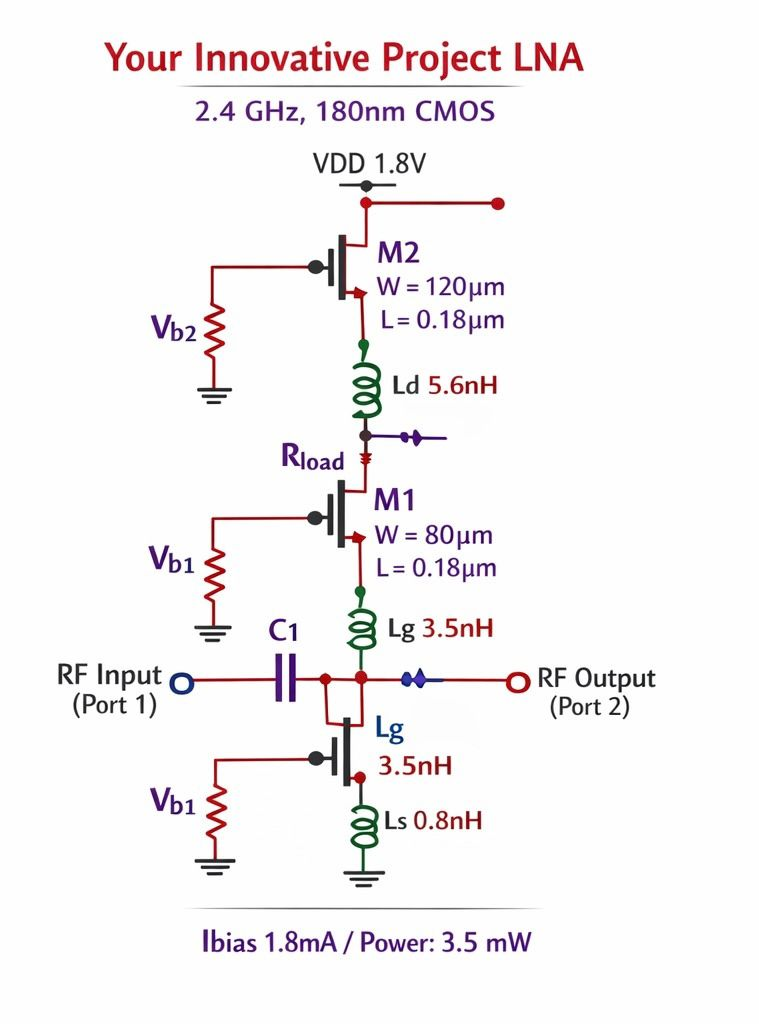 Your Innovative Project LNA
2.4 GHz, 180nm CMOS
VDD 1.8V
M2
W = 120μm
L = 0.18μm
Vb2
Ld 5.6nH
Rload
M1
W = 80μm
L = 0.18μm
Vb1
C1
Lg 3.5nH
RF Input
(Port 1)
RF Output
(Port 2)
Lg
3.5nH
Vb1
Ls 0.8nH
Ibias 1.8mA / Power: 3.5 mW